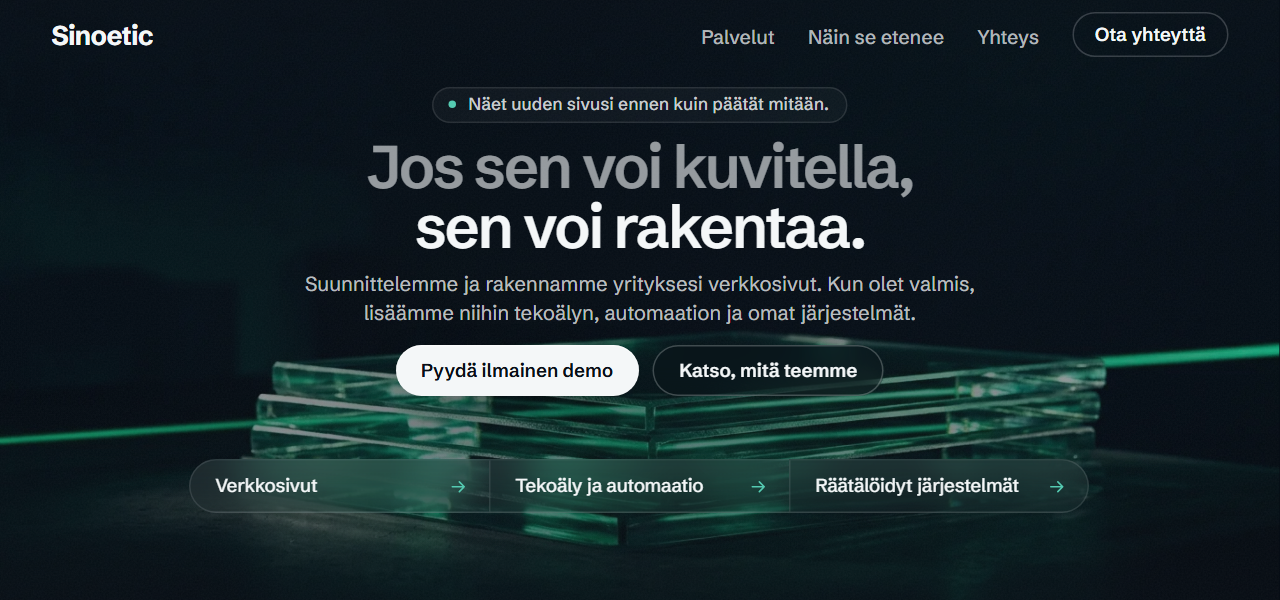 Sinoetic
Palvelut
Näin se etenee
Yhteys
Ota yhteyttä
Näet uuden sivusi ennen kuin päätät mitään.
Jos sen voi kuvitella,
sen voi rakentaa.
Suunnittelemme ja rakennamme yrityksesi verkkosivut. Kun olet valmis,
lisäämme niihin tekoälyn, automaation ja omat järjestelmät.
Pyydä ilmainen demo
Katso, mitä teemme
Verkkosivut →
Tekoäly ja automaatio →
Räätälöidyt järjestelmät →